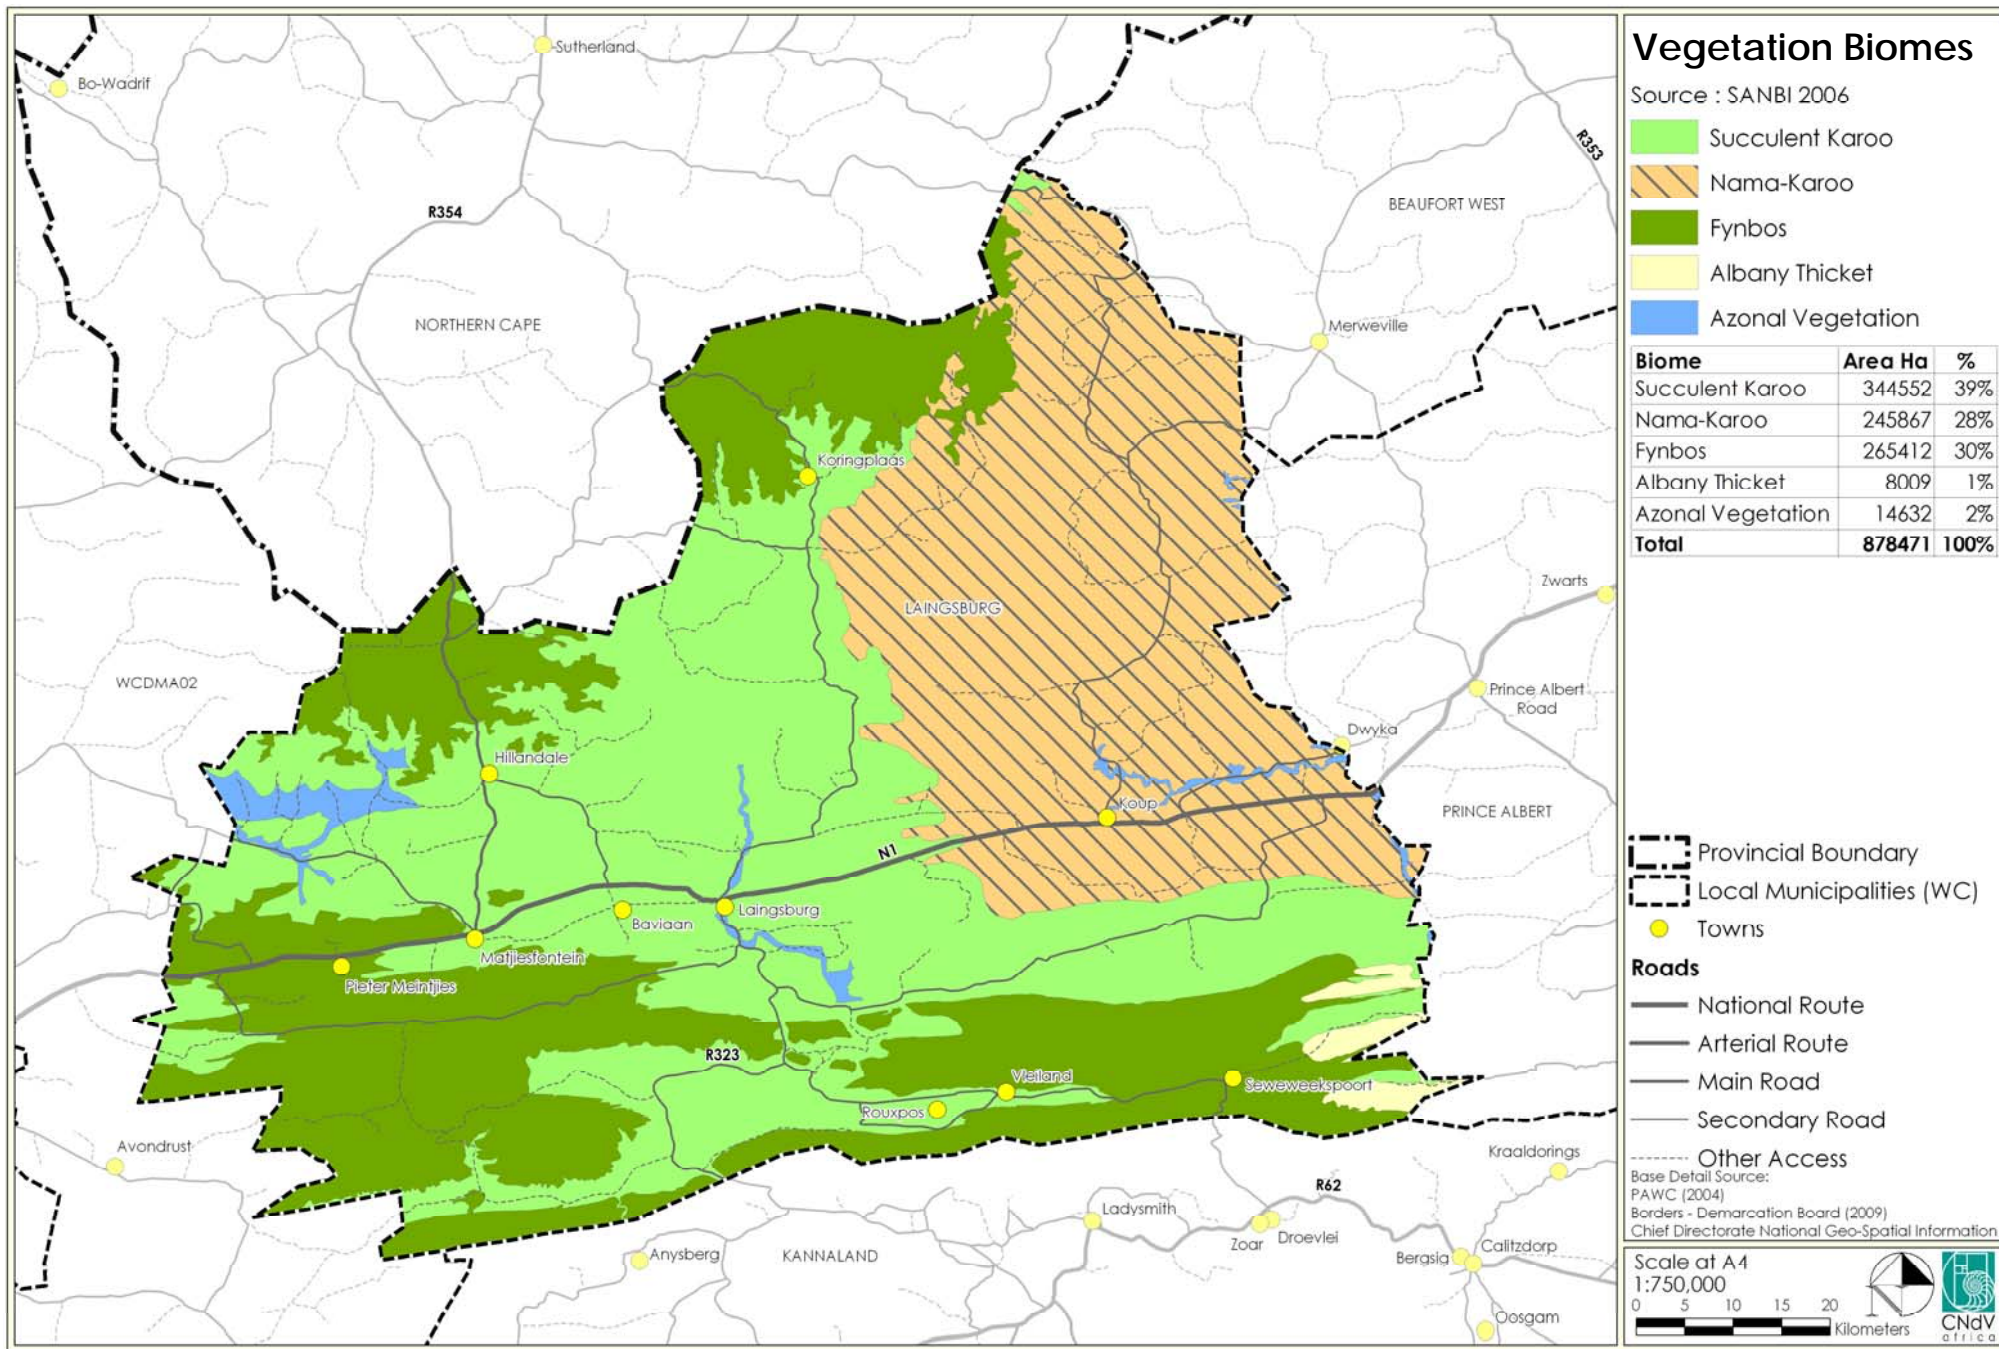 Vegetation Biomes
Source : SANBI 2006
Succulent Karoo
Nama-Karoo
Fynbos
Albany Thicket
Azonal Vegetation
Biome Area Ha %
Succulent Karoo 344552 39%
Nama-Karoo 245867 28%
Fynbos 265412 30%
Albany Thicket 8009 1%
Azonal Vegetation 14632 2%
Total 878471 100%
Provincial Boundary
Local Municipalities (WC)
Towns
Roads
National Route
Arterial Route
Main Road
Secondary Road
Other Access
Base Detail Source:
PAWC (2004)
Borders - Demarcation Board (2009)
Chief Directorate National Geo-Spatial Information
Scale at A4
1:750,000
0 5 10 15 20
Kilometers
CNdV
africa
Sutherland
Bo-Wadrif
R353
R354
BEAUFORT WEST
NORTHERN CAPE
Merweville
Koringplaas
Zwarts
LAINGSBURG
WCDMA02
Prince Albert
Road
Dwyka
Hillandale
Koup
PRINCE ALBERT
N1
Laingsburg
Baviaan
Matjiesfontein
Pieter Meintjies
R323
Vleiland
Seweweekspoort
Rouxpos
Avondrust
Kraaldorings
R62
Ladysmith
Zoar
Droevlei
Anysberg
KANNALAND
Bergsig
Calitzdorp
Oosgam